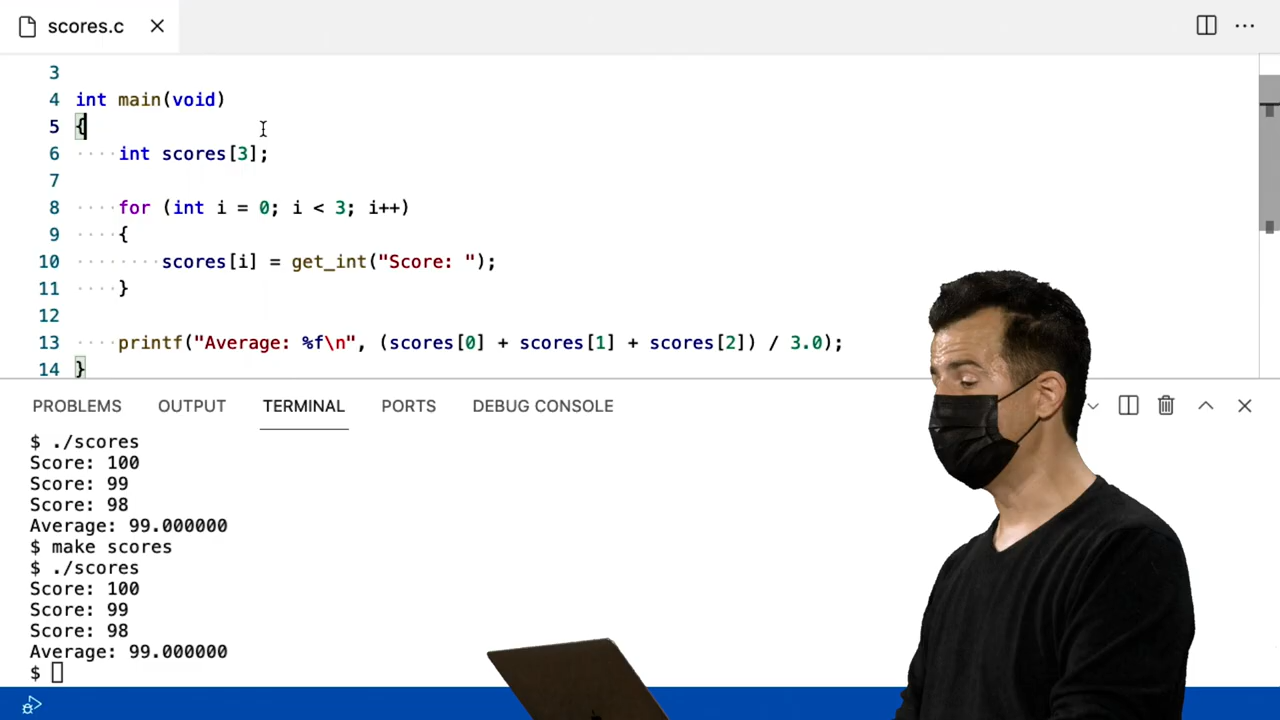 scores.c
3
4 int main(void)
5 {
6 ····int scores[3];
7
8 ····for (int i = 0; i < 3; i++)
9 ····{
10 ········scores[i] = get_int("Score: ");
11 ····}
12
13 ····printf("Average: %f\n", (scores[0] + scores[1] + scores[2]) / 3.0);
14 }
PROBLEMS OUTPUT TERMINAL PORTS DEBUG CONSOLE
$ ./scores
Score: 100
Score: 99
Score: 98
Average: 99.000000
$ make scores
$ ./scores
Score: 100
Score: 99
Score: 98
Average: 99.000000
$